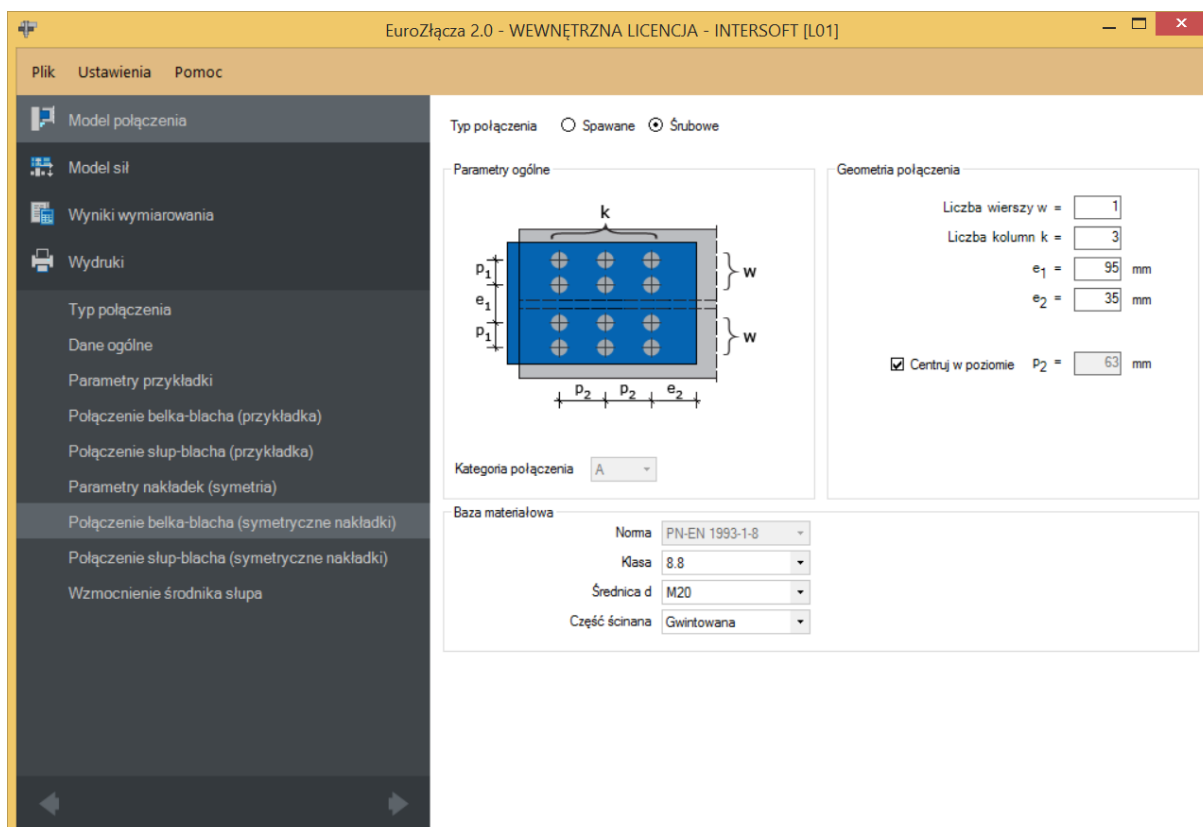 EuroZłącza 2.0 - WEWNĘTRZNA LICENCJA - INTERSOFT [L01]
Plik Ustawienia Pomoc
Model połączenia
Model sił
Wyniki wymiarowania
Wydruki
Typ połączenia
Dane ogólne
Parametry przykładki
Połączenie belka-blacha (przykładka)
Połączenie słup-blacha (przykładka)
Parametry nakładek (symetria)
Połączenie belka-blacha (symetryczne nakładki)
Połączenie słup-blacha (symetryczne nakładki)
Wzmocnienie środnika słupa
Typ połączenia Spawane Śrubowe
Parametry ogólne
k
p1
e1
p1
w
w
p2 p2 e2
Kategoria połączenia A
Geometria połączenia
Liczba wierszy w = 1
Liczba kolumn k = 3
e1 = 95 mm
e2 = 35 mm
Centruj w poziomie p2 = 63 mm
Baza materiałowa
Norma PN-EN 1993-1-8
Klasa 8.8
Średnica d M20
Część ścinana Gwintowana